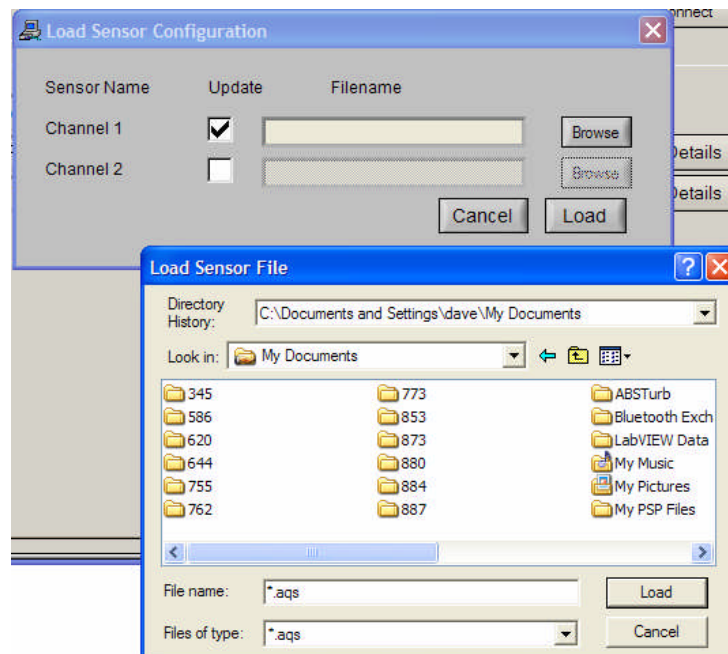 Load Sensor Configuration
Sensor Name Update Filename
Channel 1 Browse
Channel 2 Browse
Cancel Load
Details
Details
Load Sensor File
Directory History: C:\Documents and Settings\dave\My Documents
Look in: My Documents
345 773 ABSTurb
586 853 Bluetooth Exch
620 873 LabVIEW Data
644 880 My Music
755 884 My Pictures
762 887 My PSP Files
File name: *.aqs Load
Files of type: *.aqs Cancel